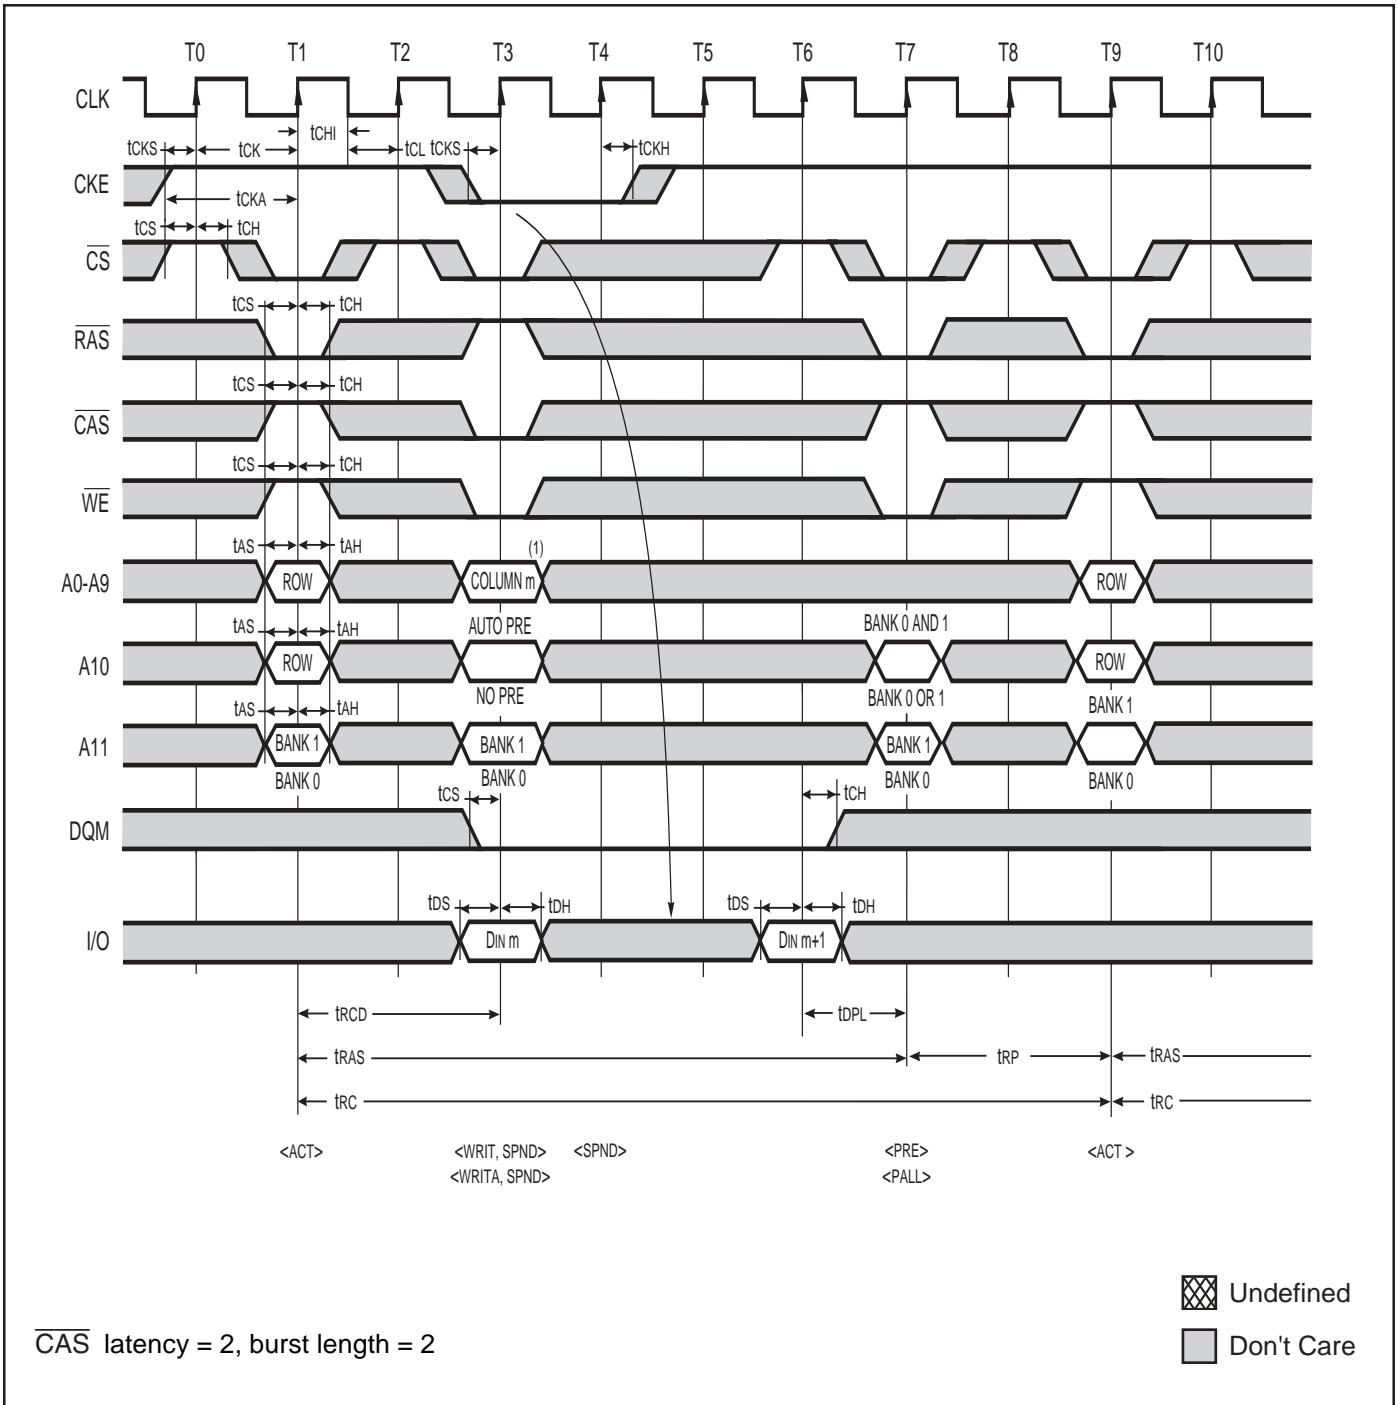 T0 T1 T2 T3 T4 T5 T6 T7 T8 T9 T10
CLK
tCHI
tCKS tCK tCL tCKS tCKH
CKE
tCKA
tCS tCH
CS
tCS tCH
RAS
tCS tCH
CAS
tCS tCH
WE
tAS tAH (1)
A0-A9 ROW COLUMN m ROW
tAS tAH AUTO PRE BANK 0 AND 1
A10 ROW ROW
NO PRE BANK 0 OR 1 BANK 1
tAS tAH
A11 BANK 1 BANK 1 BANK 1
BANK 0 BANK 0 BANK 0 BANK 0
tCS tCH
DQM
tDS tDH tDS tDH
I/O DIN m DIN m+1
tRCD tDPL
tRAS tRP tRAS
tRC tRC
<ACT> <WRIT, SPND> <SPND> <PRE> <ACT >
<WRITA, SPND> <PALL>
Undefined
CAS latency = 2, burst length = 2
Don't Care